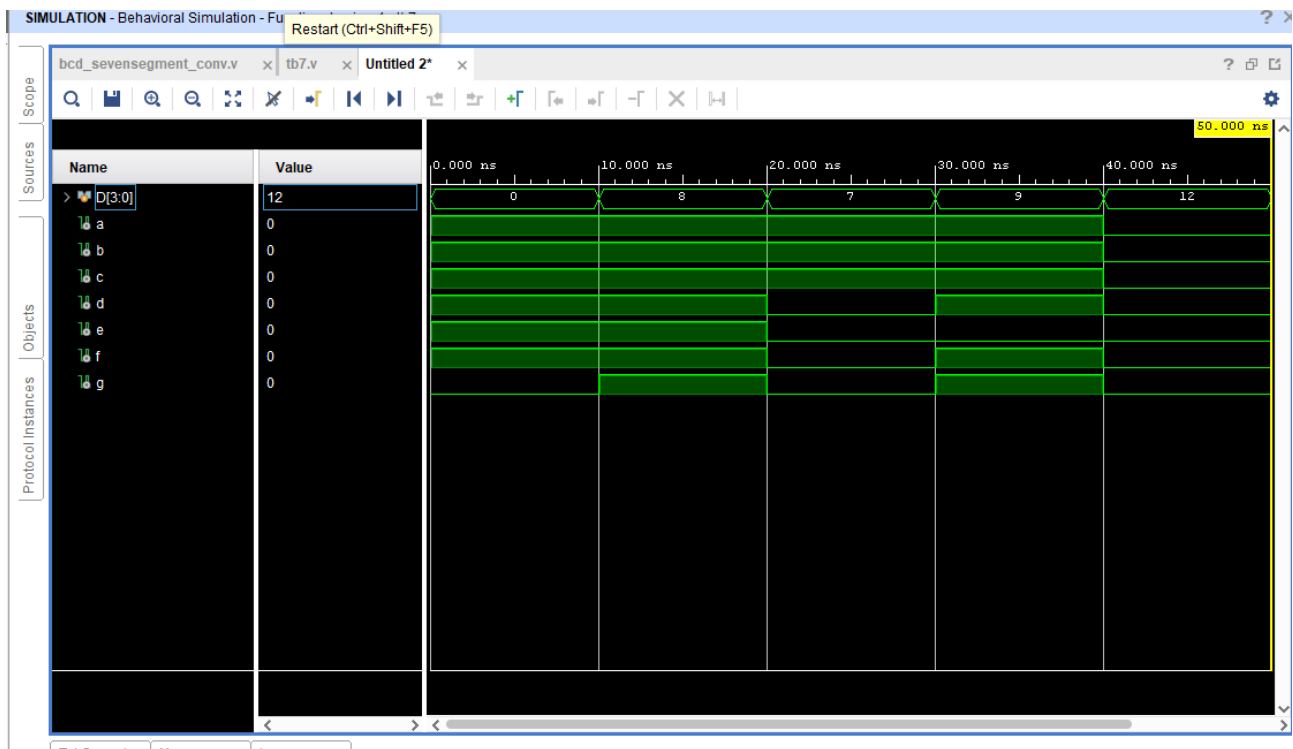 SIMULATION - Behavioral Simulation - Fu
? ×
Restart (Ctrl+Shift+F5)
bcd_sevensegment_conv.v × tb7.v × Untitled 2* ×
?
50.000 ns
Name Value
0.000 ns 10.000 ns 20.000 ns 30.000 ns 40.000 ns
> D[3:0] 12 0 8 7 9 12
a 0
b 0
c 0
d 0
e 0
f 0
g 0
Scope
Sources
Objects
Protocol Instances